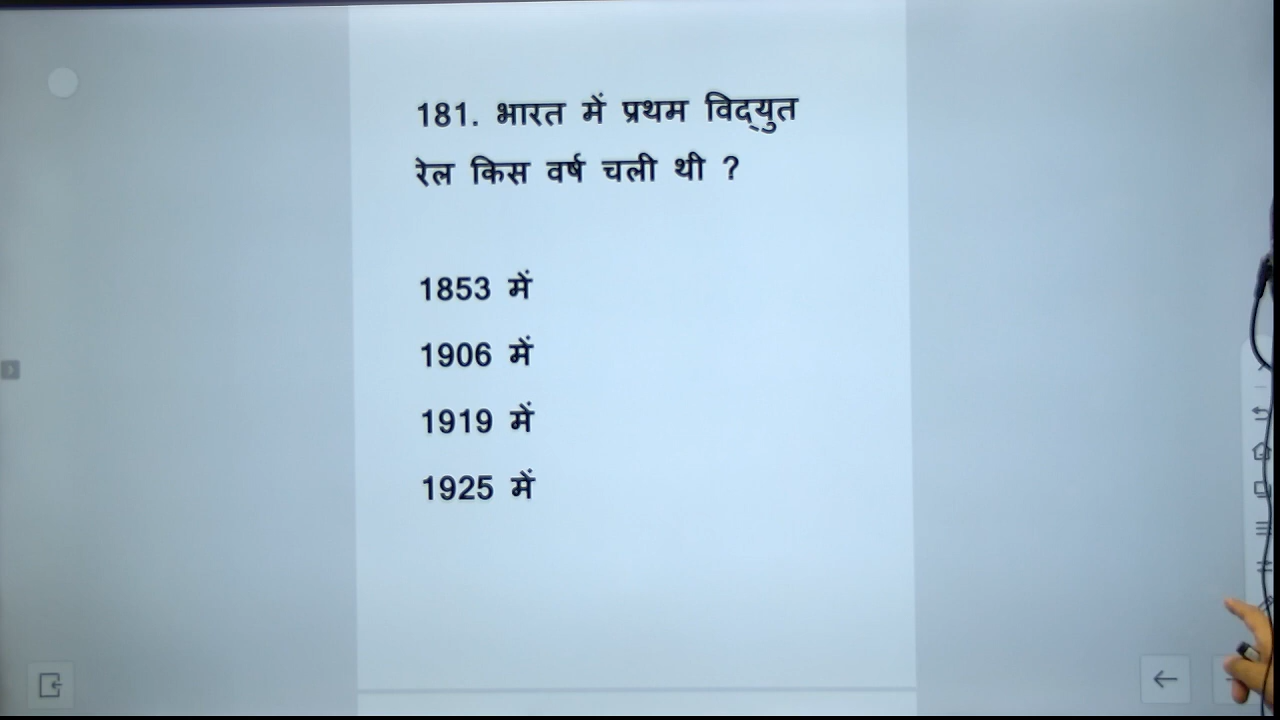 181. भारत में प्रथम विद्युत
रेल किस वर्ष चली थी ?
1853 में
1906 में
1919 में
1925 में